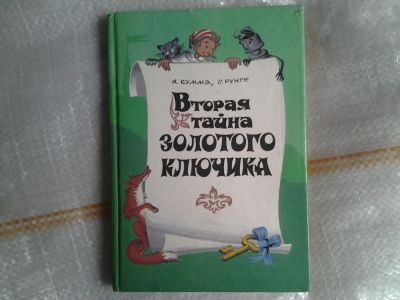 А. КУММА, С. РУНГЕ
Вторая
тайна
золотого
ключика